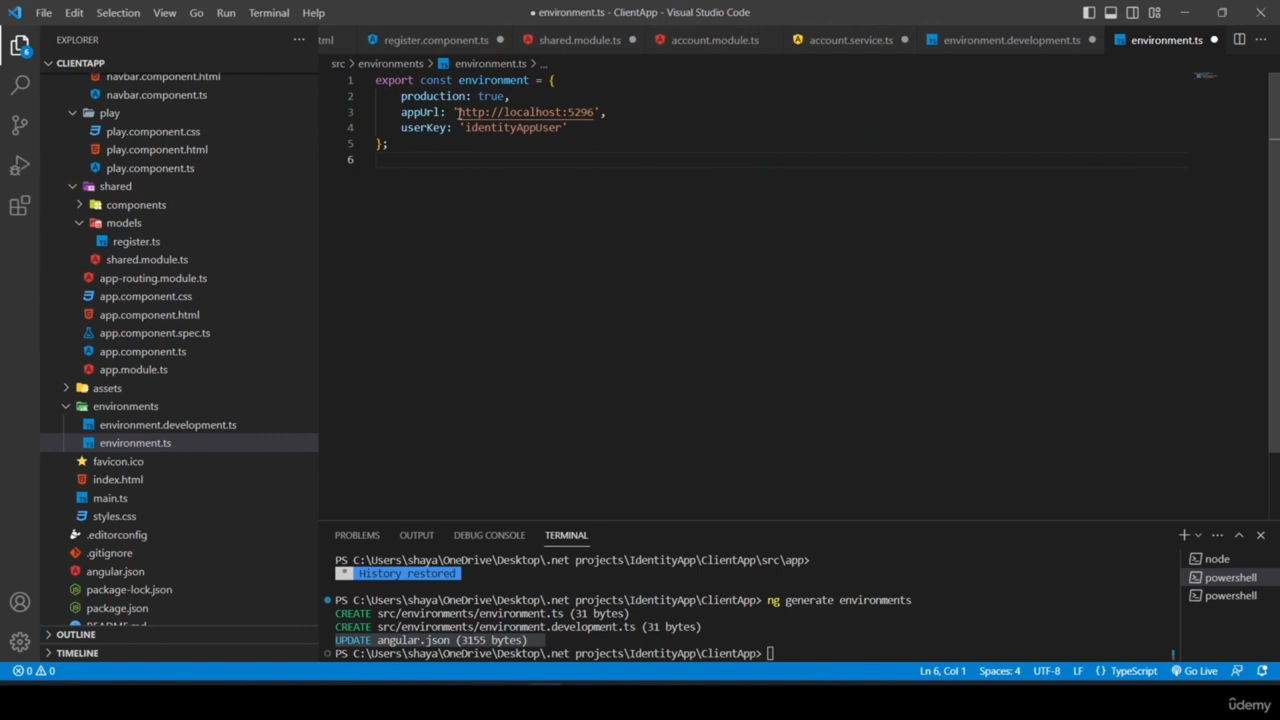 File Edit Selection View Go Run Terminal Help
● environment.ts - ClientApp - Visual Studio Code
EXPLORER ...
CLIENTAPP
navbar.component.html
navbar.component.ts
play
play.component.css
play.component.html
play.component.ts
shared
components
models
register.ts
shared.module.ts
app-routing.module.ts
app.component.css
app.component.html
app.component.spec.ts
app.component.ts
app.module.ts
assets
environments
environment.development.ts
environment.ts
favicon.ico
index.html
main.ts
styles.css
.editorconfig
.gitignore
angular.json
package-lock.json
package.json
README.md
OUTLINE
TIMELINE
6
html register.component.ts shared.module.ts account.module.ts account.service.ts environment.development.ts environment.ts
src > environments > environment.ts > ...
1 export const environment = {
2 production: true,
3 appUrl: 'http://localhost:5296',
4 userKey: 'identityAppUser'
5 };
6
PROBLEMS OUTPUT DEBUG CONSOLE TERMINAL
PS C:\Users\shaya\OneDrive\Desktop\.net projects\IdentityApp\ClientApp\src\app>
* History restored
PS C:\Users\shaya\OneDrive\Desktop\.net projects\IdentityApp\ClientApp> ng generate environments
CREATE src/environments/environment.ts (31 bytes)
CREATE src/environments/environment.development.ts (31 bytes)
UPDATE angular.json (3155 bytes)
PS C:\Users\shaya\OneDrive\Desktop\.net projects\IdentityApp\ClientApp>
node
powershell
powershell
0 0 Ln 6, Col 1 Spaces: 4 UTF-8 LF {} TypeScript Go Live
ûdemy